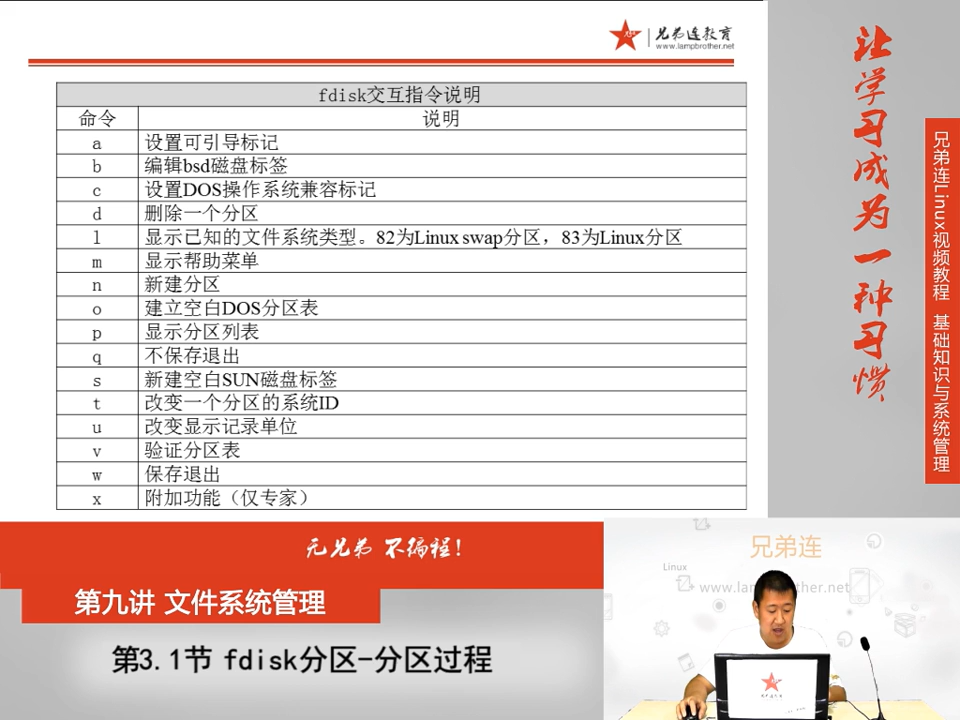 兄弟连教育
www.lampbrother.net
fdisk交互指令说明
命令 说明
a 设置可引导标记
b 编辑bsd磁盘标签
c 设置DOS操作系统兼容标记
d 删除一个分区
l 显示已知的文件系统类型。82为Linux swap分区，83为Linux分区
m 显示帮助菜单
n 新建分区
o 建立空白DOS分区表
p 显示分区列表
q 不保存退出
s 新建空白SUN磁盘标签
t 改变一个分区的系统ID
u 改变显示记录单位
v 验证分区表
w 保存退出
x 附加功能（仅专家）
让学习成为一种习惯
兄弟连Linux视频教程 基础知识与系统管理
无兄弟 不编程！
第九讲 文件系统管理
第3.1节 fdisk分区-分区过程
兄弟连
Linux